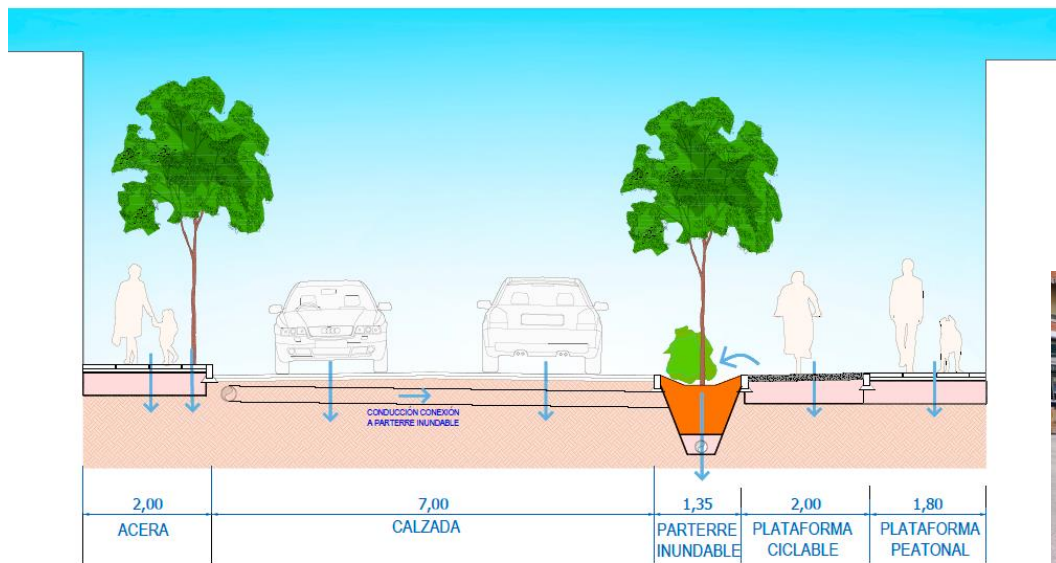 CONDUCCIÓN CONEXIÓN
A PARTERRE INUNDABLE
2,00
7,00
1,35
2,00
1,80
ACERA
CALZADA
PARTERRE
INUNDABLE
PLATAFORMA
CICLABLE
PLATAFORMA
PEATONAL